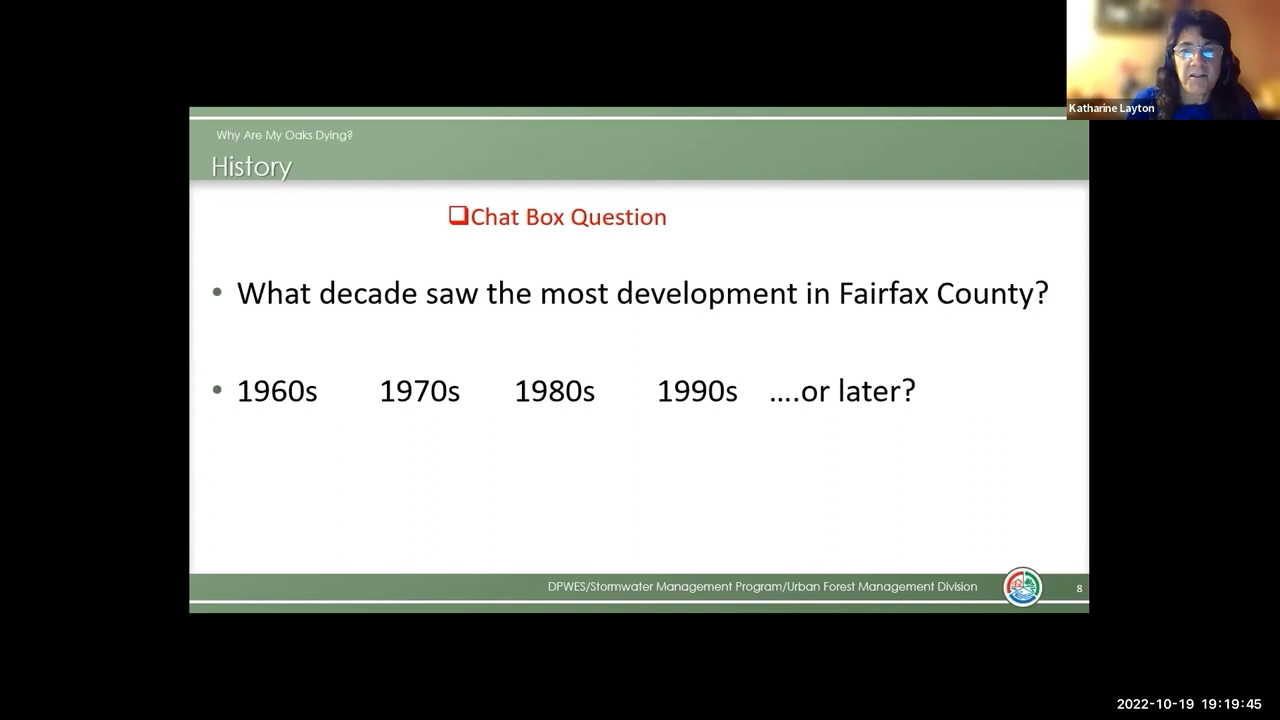 Katharine Layton
Why Are My Oaks Dying?
History
❑Chat Box Question
• What decade saw the most development in Fairfax County?
• 1960s 1970s 1980s 1990s ….or later?
DPWES/Stormwater Management Program/Urban Forest Management Division
8
2022-10-19 19:19:45